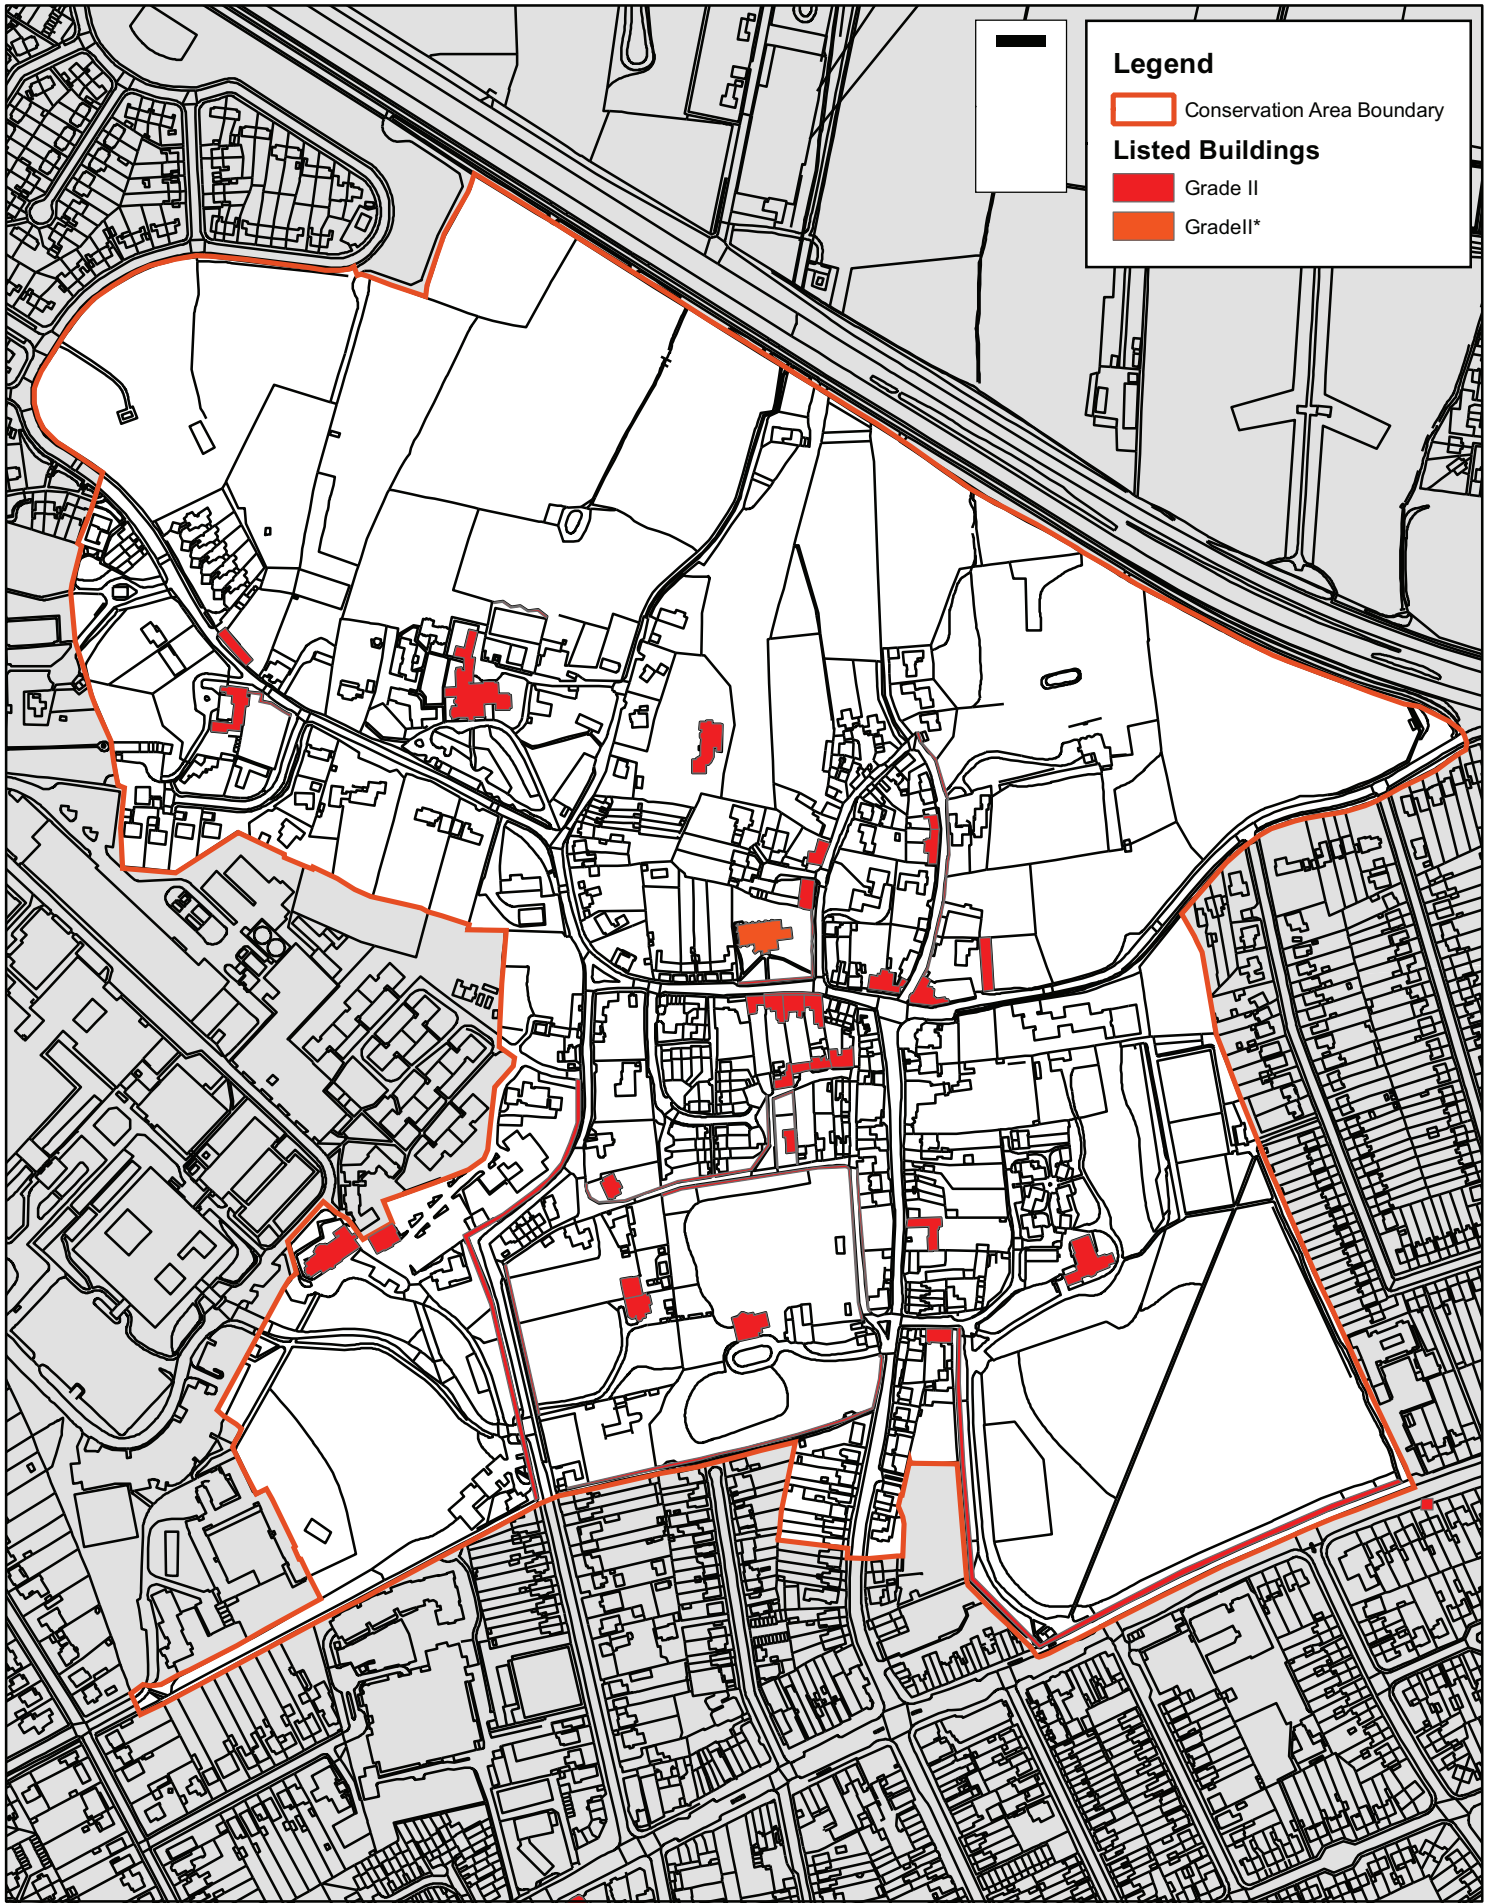 Legend
Conservation Area Boundary
Listed Buildings
Grade II
GradeII*